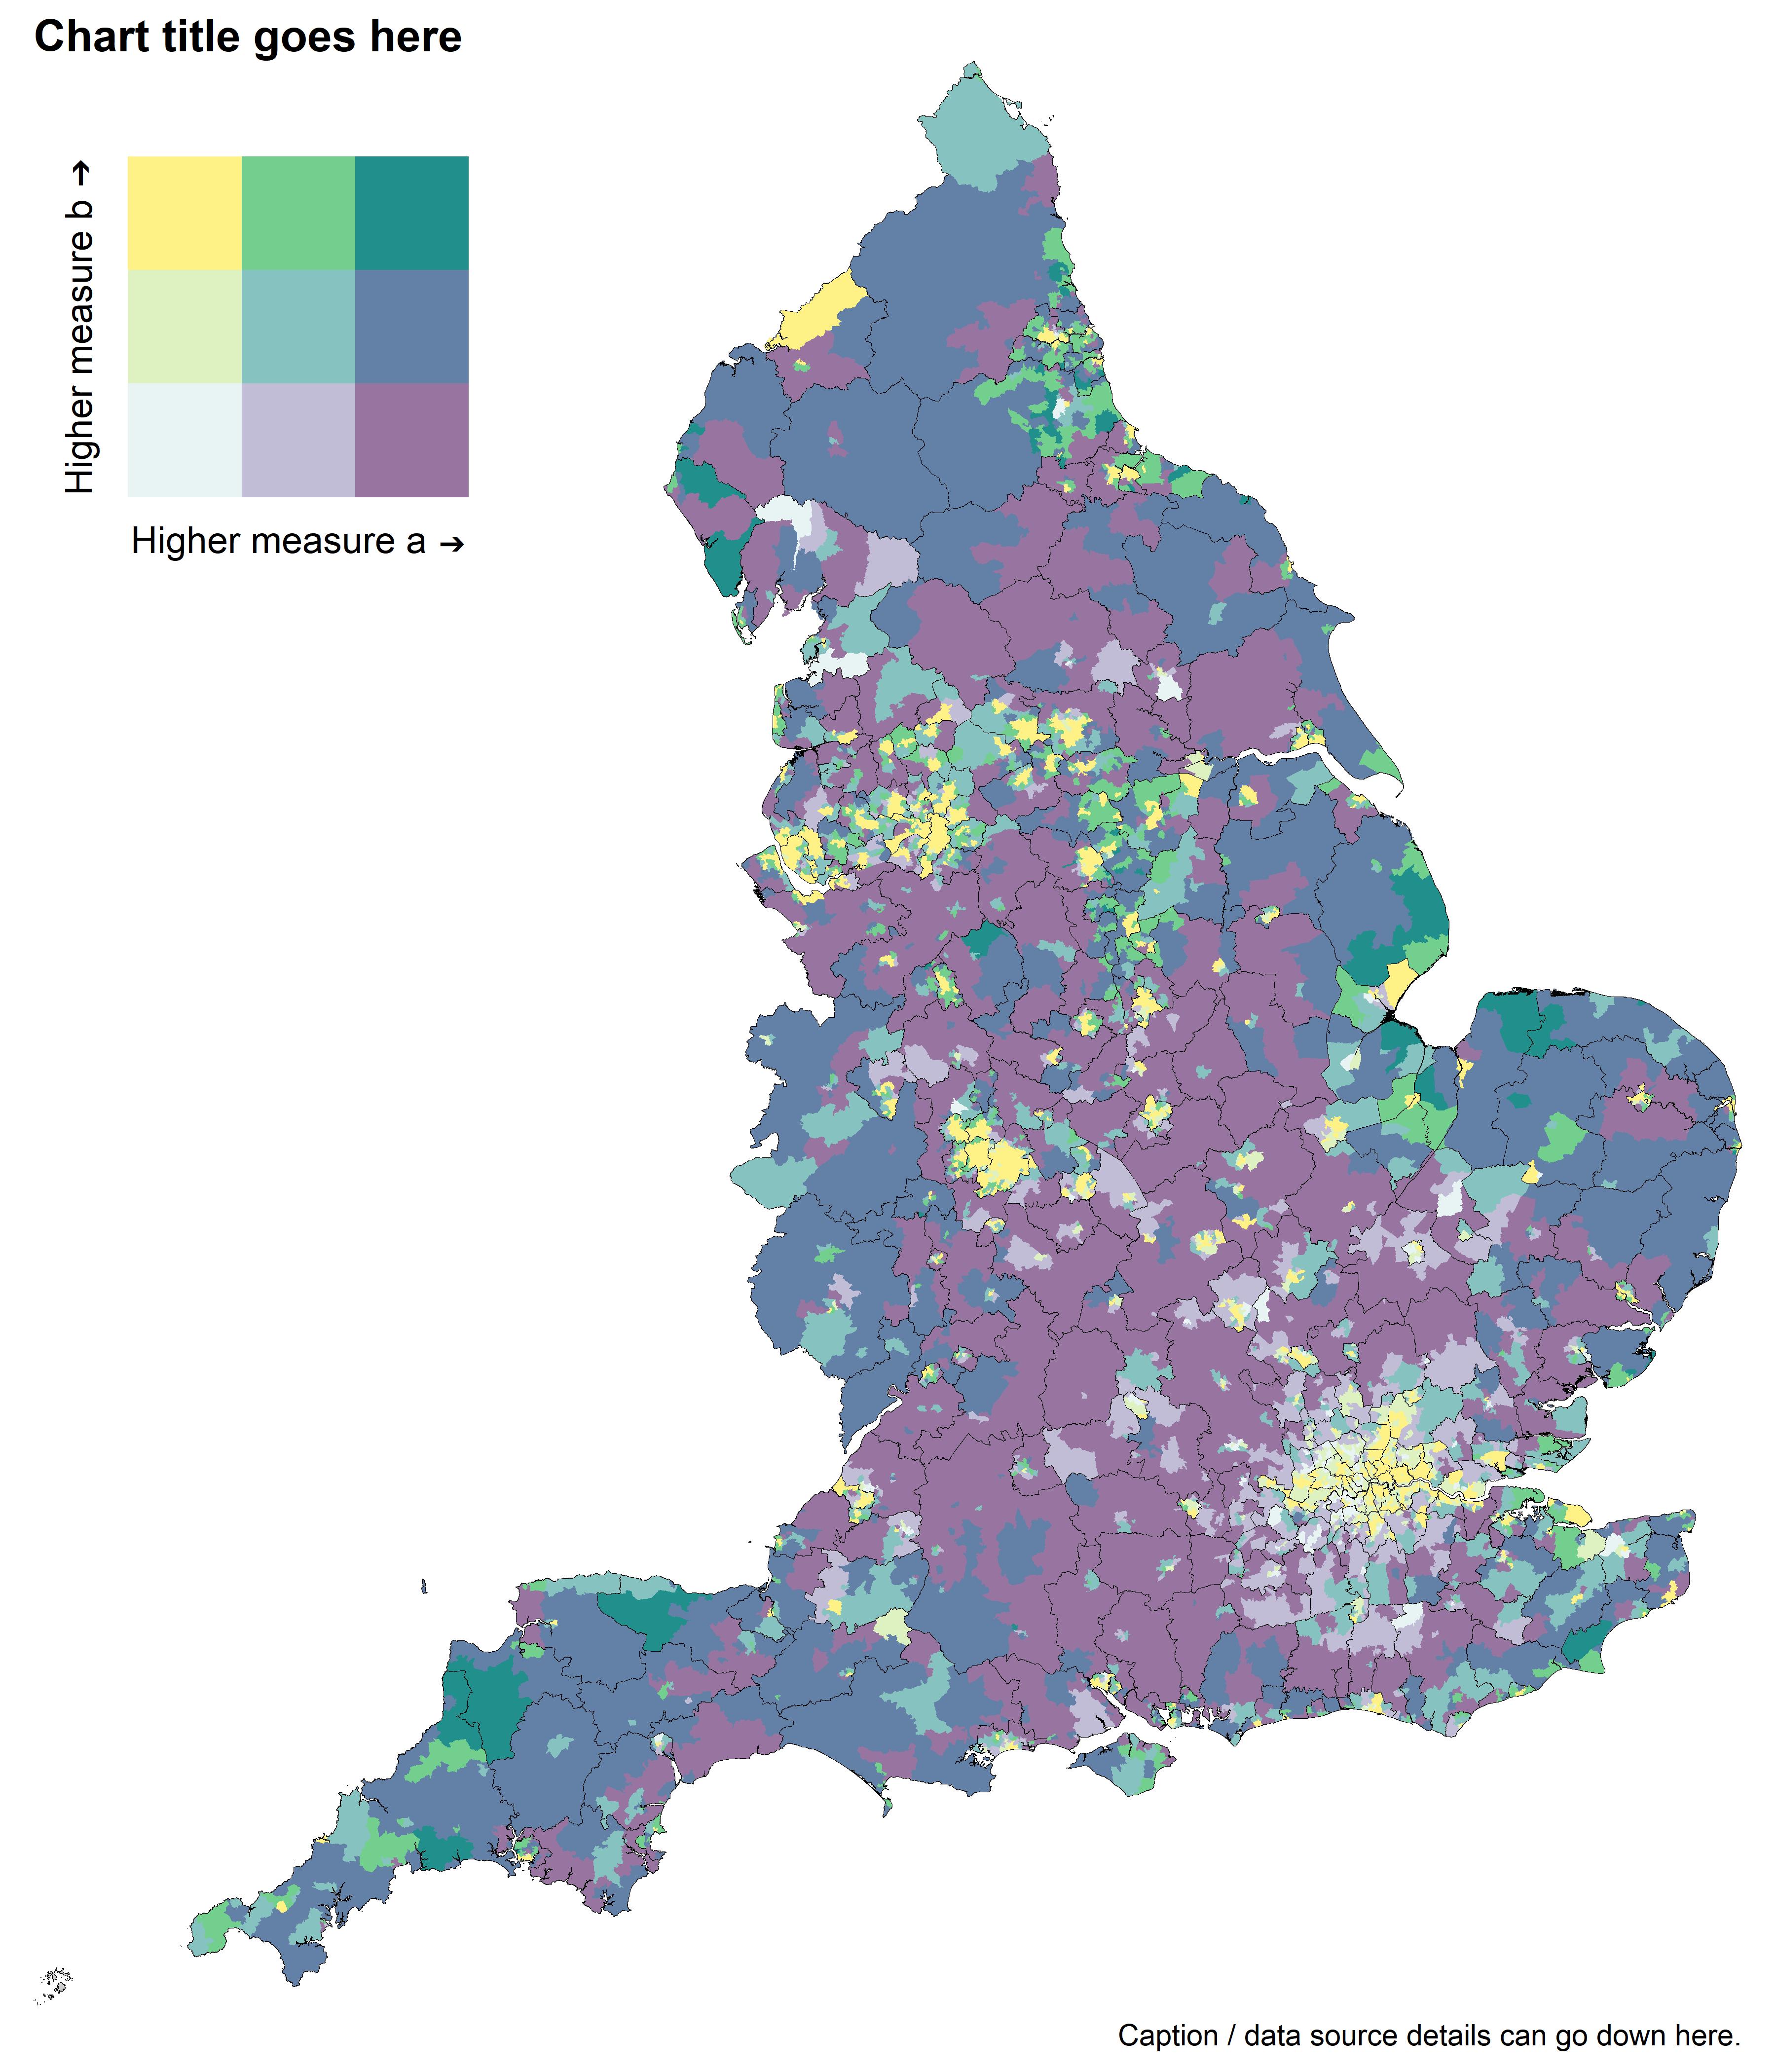 Chart title goes here
Higher measure b ➔
Higher measure a ➔
Caption / data source details can go down here.